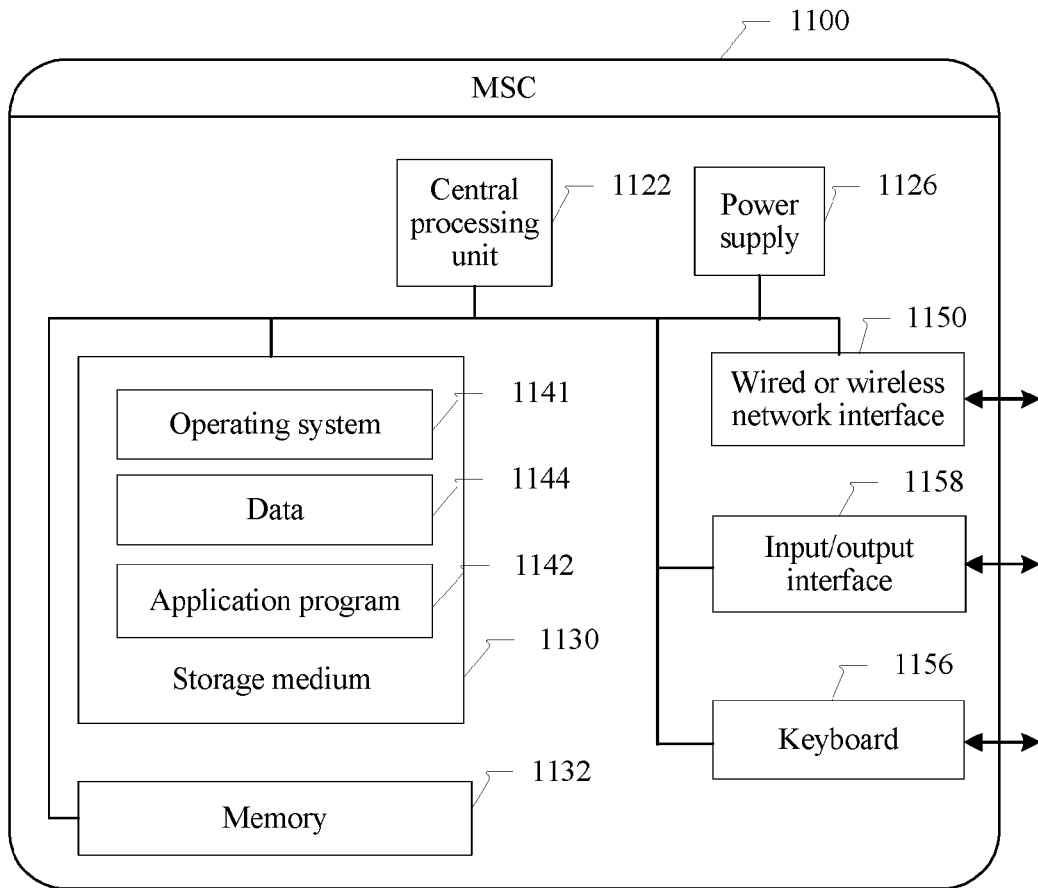 1100
MSC
Central
processing
unit
1122
Power
supply
1126
1150
Wired or wireless
network interface
Operating system
1141
Data
1144
Application program
1142
Storage medium
1130
1158
Input/output
interface
1156
Keyboard
Memory
1132